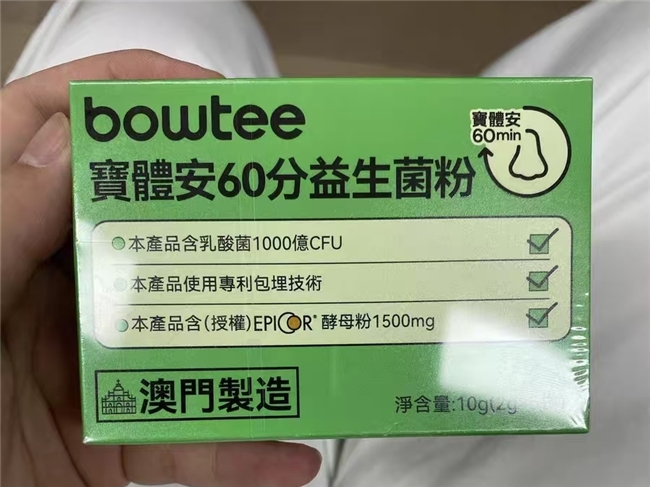 bowtee
寶體安
60min
寶體安60分益生菌粉
本產品含乳酸菌1000億CFU
本產品使用專利包埋技術
本產品含(授權)EPICOR®酵母粉1500mg
澳門製造
淨含量:10g(2g